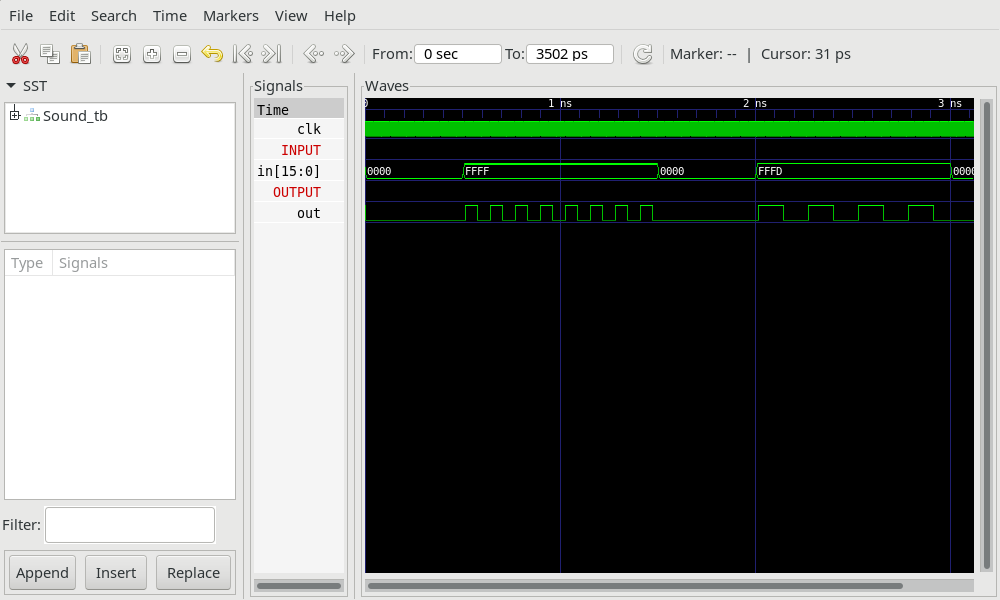 File Edit Search Time Markers View Help
From: 0 sec To: 3502 ps Marker: -- | Cursor: 31 ps
SST
Sound_tb
Type Signals
Filter:
Append Insert Replace
Signals
Time
clk
INPUT
in[15:0]
OUTPUT
out
Waves
0 1 ns 2 ns 3 ns
0000 FFFF 0000 FFFD 0000